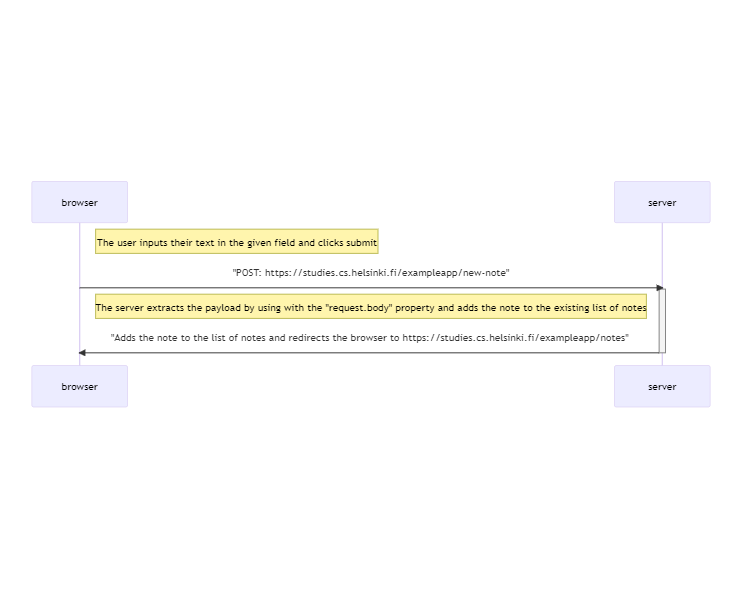 browser server
The user inputs their text in the given field and clicks submit
"POST: https://studies.cs.helsinki.fi/exampleapp/new-note"
The server extracts the payload by using with the "request.body" property and adds the note to the existing list of notes
"Adds the note to the list of notes and redirects the browser to https://studies.cs.helsinki.fi/exampleapp/notes"
browser server